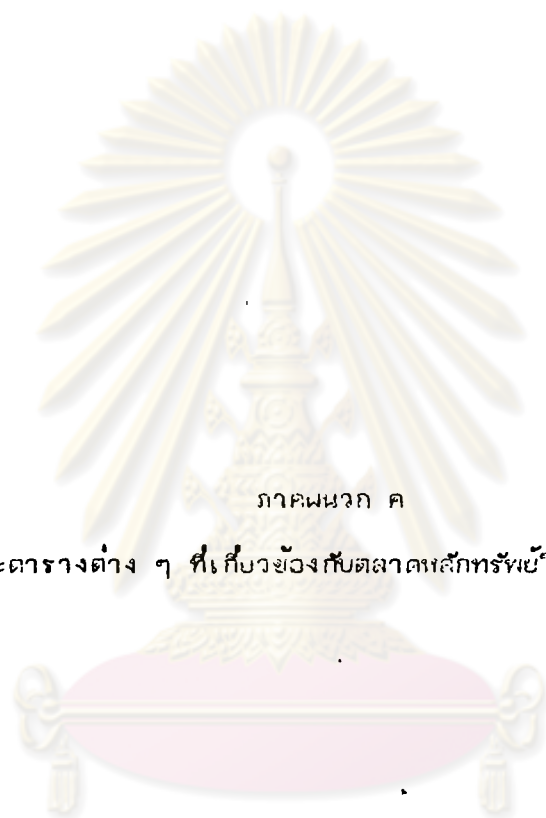 ภาคผนวก ค
ะตารางต่าง ๆ ที่เกี่ยวข้องกับตลาดหลักทรัพย์